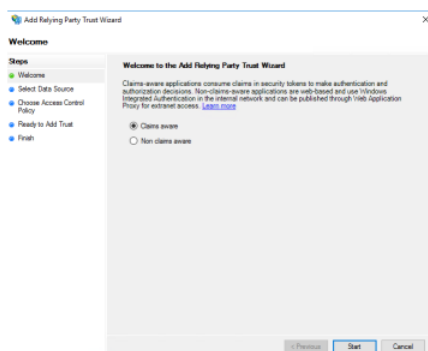 Add Relying Party Trust Wizard
Welcome
Steps
Welcome
Select Data Source
Choose Access Control
Policy
Ready to Add Trust
Finish
Welcome to the Add Relying Party Trust Wizard
Claims-aware applications consume claims in security tokens to make authentication and
authorization decisions. Non-claims-aware applications are web-based and use Windows
Integrated Authentication in the internal network and can be published through Web Application
Proxy for extranet access. Learn more
Claims aware
Non claims aware
< Previous
Start
Cancel